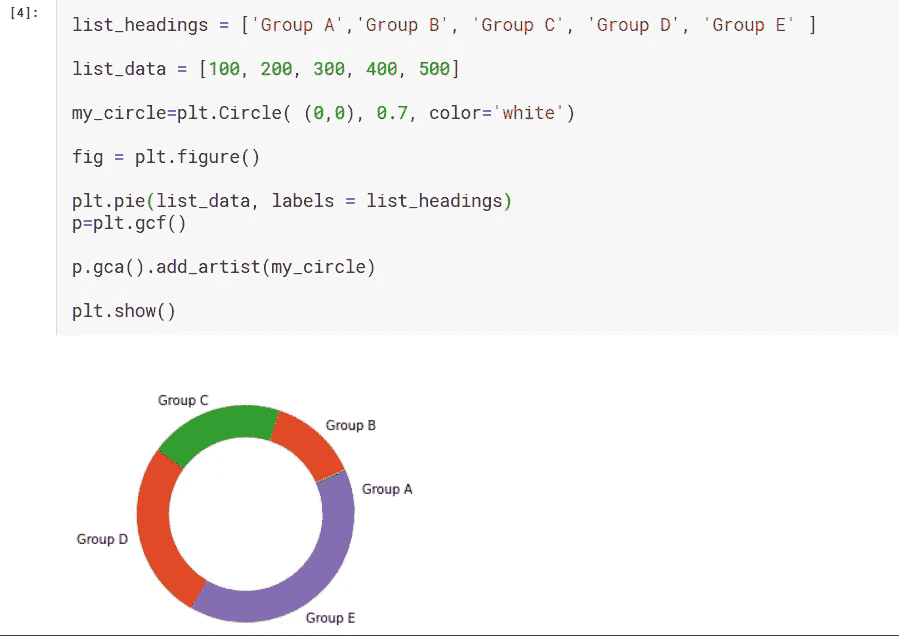 [4]:
list_headings = ['Group A','Group B', 'Group C', 'Group D', 'Group E' ]
list_data = [100, 200, 300, 400, 500]
my_circle=plt.Circle( (0,0), 0.7, color='white')
fig = plt.figure()
plt.pie(list_data, labels = list_headings)
p=plt.gcf()
p.gca().add_artist(my_circle)
plt.show()
Group C
Group B
Group A
Group D
Group E